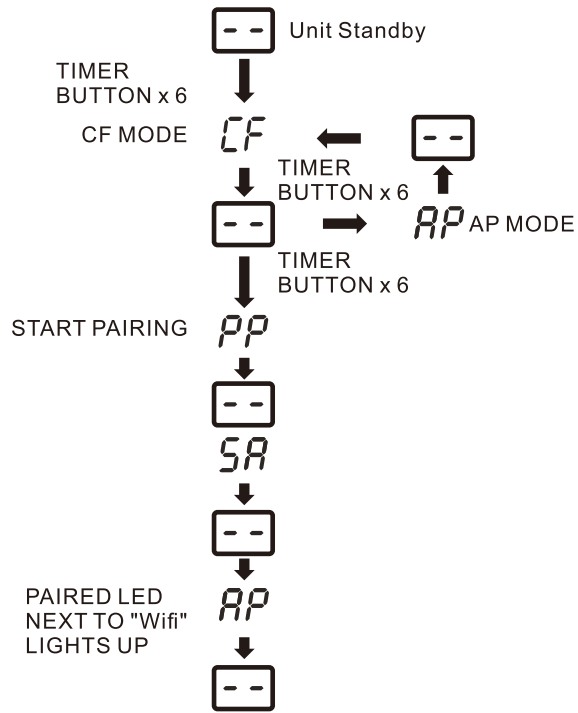 -- Unit Standby
TIMER
BUTTON x 6
CF MODE CF --
TIMER
BUTTON x 6
-- AP AP MODE
TIMER
BUTTON x 6
START PAIRING PP
--
SA
--
PAIRED LED
NEXT TO "Wifi"
LIGHTS UP
AP
--